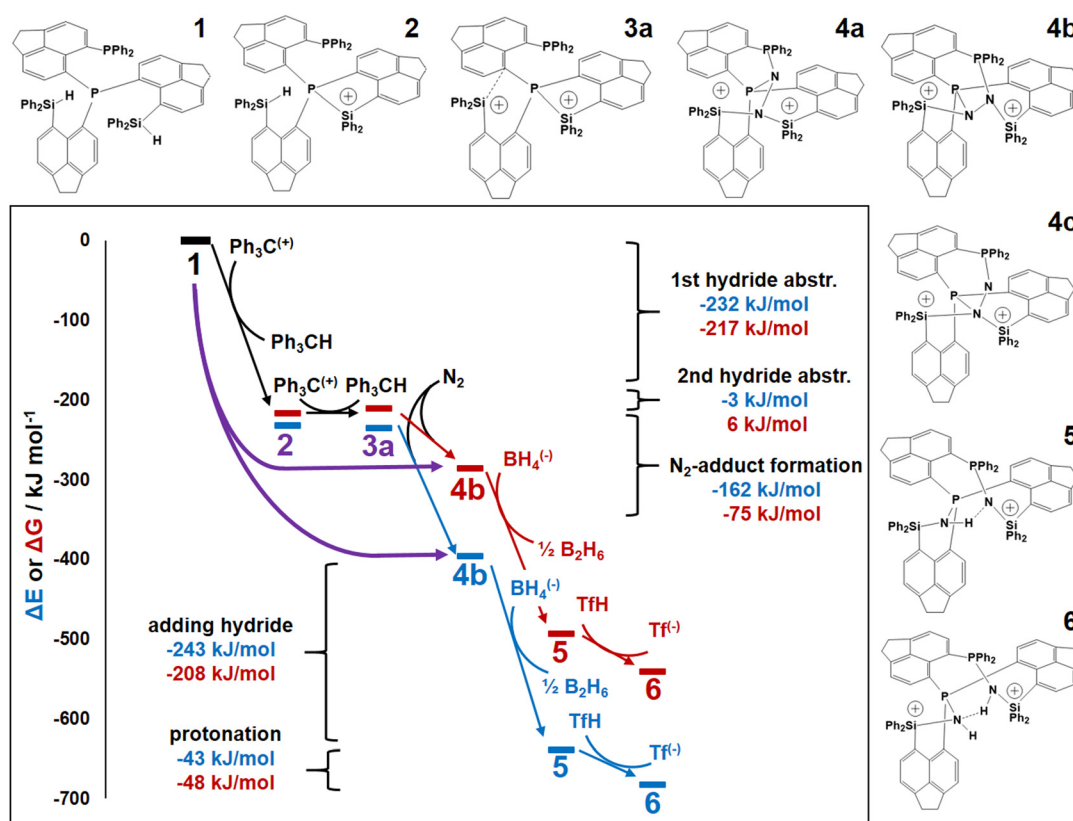 1
2
3a
4a
4b
PPh2
Ph2Si
H
P
Ph2Si
H
PPh2
Ph2Si
H
P
+
Si
Ph2
PPh2
Ph2Si
+
P
+
Si
Ph2
PPh2
N
+
P
+
Si
Ph2
N
Si
Ph2
PPh2
+
P
N
+
Ph2Si
N
Si
Ph2
4c
PPh2
N
P
+
+
Ph2Si
N
Si
Ph2
5
PPh2
P
N
+
Ph2Si
N
H
Si
Ph2
6
PPh2
P
N
+
+
H
Ph2Si
N
Si
H
Ph2
ΔE or ΔG / kJ mol-1
0
-100
-200
-300
-400
-500
-600
-700
1
Ph3C(+)
Ph3CH
2
Ph3C(+)
Ph3CH
3a
N2
4b
BH4(-)
½ B2H6
5
TfH
Tf(-)
6
4b
BH4(-)
½ B2H6
5
TfH
Tf(-)
6
1st hydride abstr.
-232 kJ/mol
-217 kJ/mol
2nd hydride abstr.
-3 kJ/mol
6 kJ/mol
N2-adduct formation
-162 kJ/mol
-75 kJ/mol
adding hydride
-243 kJ/mol
-208 kJ/mol
protonation
-43 kJ/mol
-48 kJ/mol